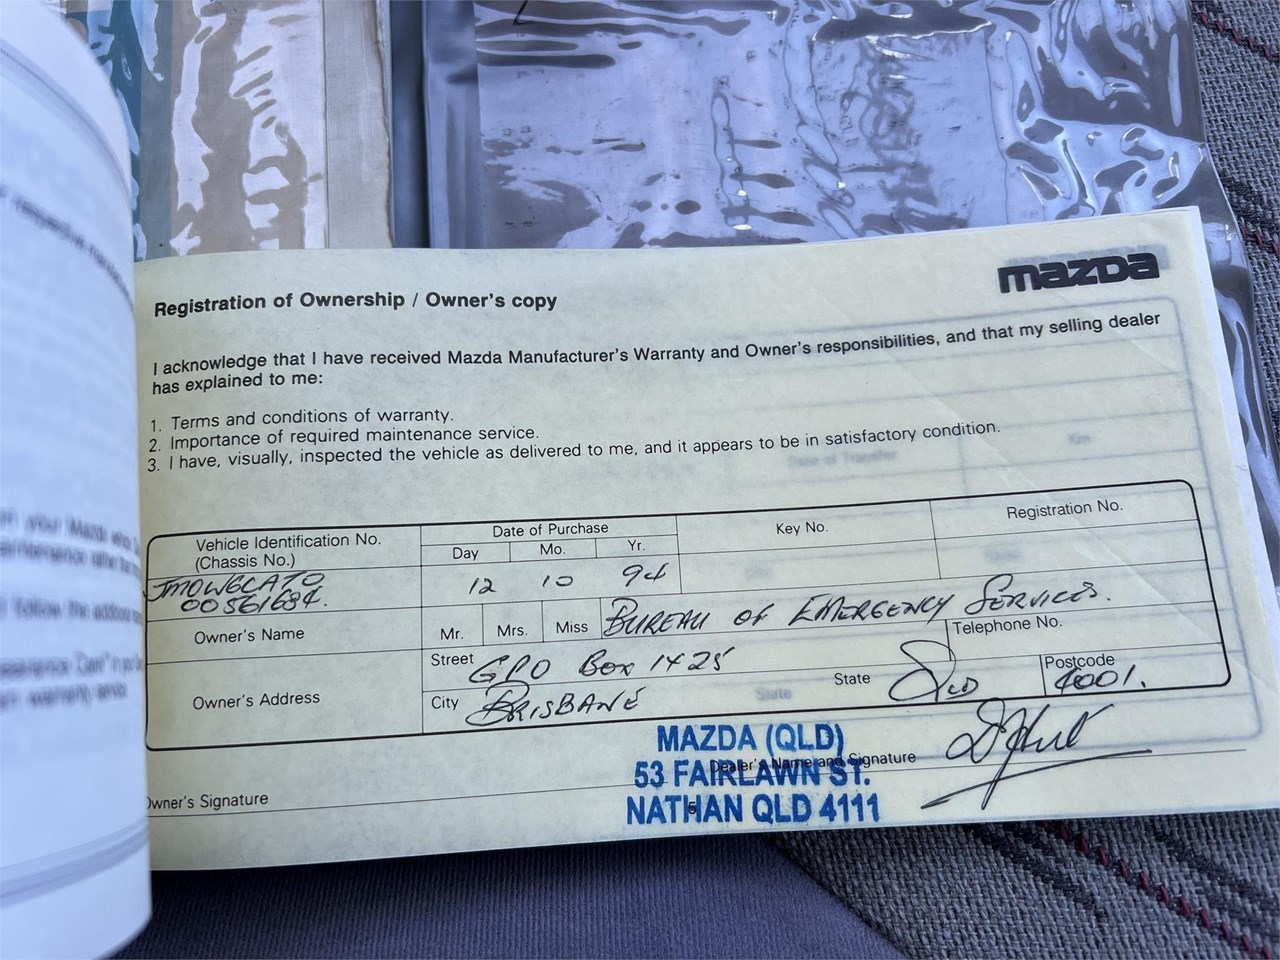 mazda
Registration of Ownership / Owner's copy
I acknowledge that I have received Mazda Manufacturer's Warranty and Owner's responsibilities, and that my selling dealer
has explained to me:
1. Terms and conditions of warranty.
2. Importance of required maintenance service.
3. I have, visually, inspected the vehicle as delivered to me, and it appears to be in satisfactory condition.
Vehicle Identification No.
(Chassis No.)
Date of Purchase
Day Mo. Yr.
Key No.
Registration No.
JM0WGCAT0
00561684.
12 10 94
Owner's Name
Mr. Mrs. Miss
BUREAU OF EMERGENCY SERVICES.
Telephone No.
Owner's Address
Street GPO BOX 1425
City BRISBANE
State QLD
Postcode 4001.
MAZDA (QLD)
Dealer's Name and Signature
53 FAIRLAWN ST.
NATHAN QLD 4111
Owner's Signature
5